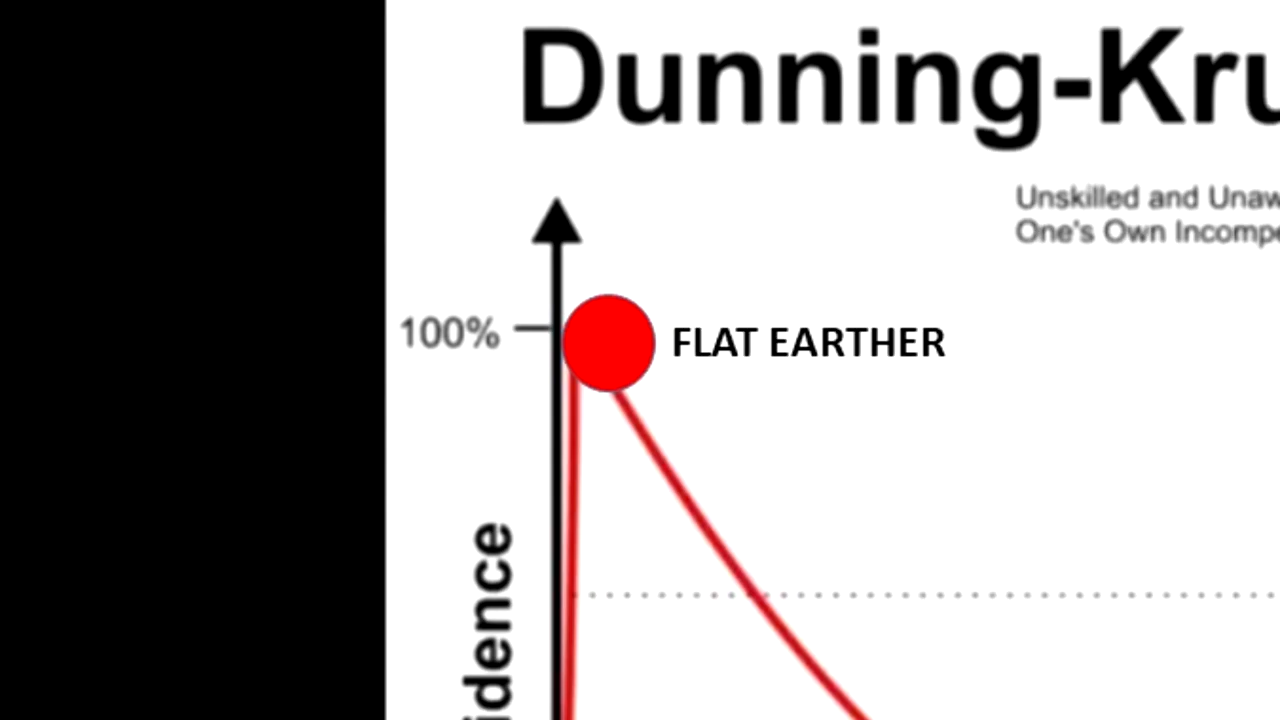 Dunning-Kru
Unskilled and Unaw
One's Own Incompe
100%
FLAT EARTHER
idence